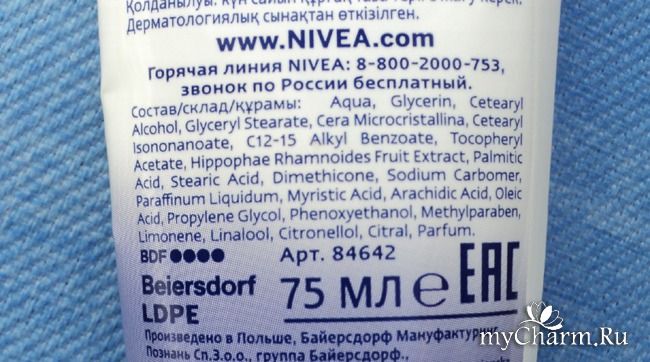 Қолданылуы: күн сайын
Дерматологиялық сынақтан өткізілген.
www.NIVEA.com
Горячая линия NIVEA: 8-800-2000-753,
звонок по России бесплатный.
Состав/склад/құрамы: Aqua, Glycerin, Cetearyl
Alcohol, Glyceryl Stearate, Cera Microcristallina, Cetearyl
Isononanoate, C12-15 Alkyl Benzoate, Tocopheryl
Acetate, Hippophae Rhamnoides Fruit Extract, Palmitic
Acid, Stearic Acid, Dimethicone, Sodium Carbomer,
Paraffinum Liquidum, Myristic Acid, Arachidic Acid, Oleic
Acid, Propylene Glycol, Phenoxyethanol, Methylparaben,
Limonene, Linalool, Citronellol, Citral, Parfum.
BDF●●●● Арт. 84642
Beiersdorf 75 МЛ ℮ EAC
LDPE
Произведено в Польше, Байерсдорф Мануфактуринг
Познань Сп.З.о.о., группа Байерсдорф.,
myCharm.Ru